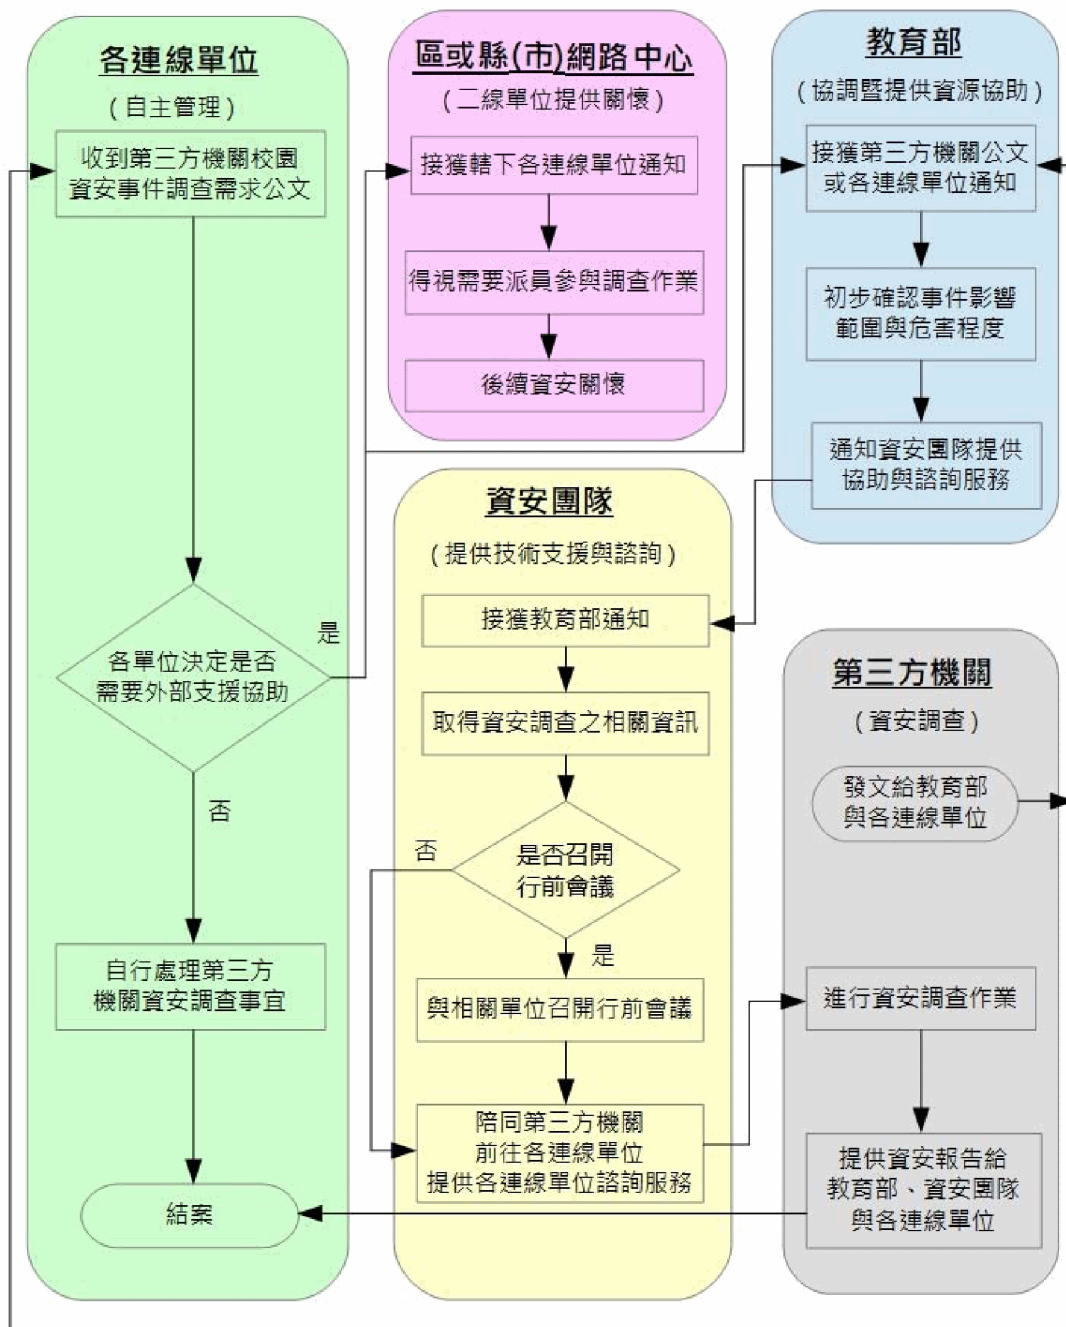 各連線單位
(自主管理)
收到第三方機關校園
資安事件調查需求公文
是
各單位決定是否
需要外部支援協助
否
自行處理第三方
機關資安調查事宜
結案
區或縣(市)網路中心
(二線單位提供關懷)
接獲轄下各連線單位通知
得視需要派員參與調查作業
後續資安關懷
教育部
(協調暨提供資源協助)
接獲第三方機關公文
或各連線單位通知
初步確認事件影響
範圍與危害程度
通知資安團隊提供
協助與諮詢服務
資安團隊
(提供技術支援與諮詢)
接獲教育部通知
取得資安調查之相關資訊
否
是否召開
行前會議
是
與相關單位召開行前會議
陪同第三方機關
前往各連線單位
提供各連線單位諮詢服務
第三方機關
(資安調查)
發文給教育部
與各連線單位
進行資安調查作業
提供資安報告給
教育部、資安團隊
與各連線單位